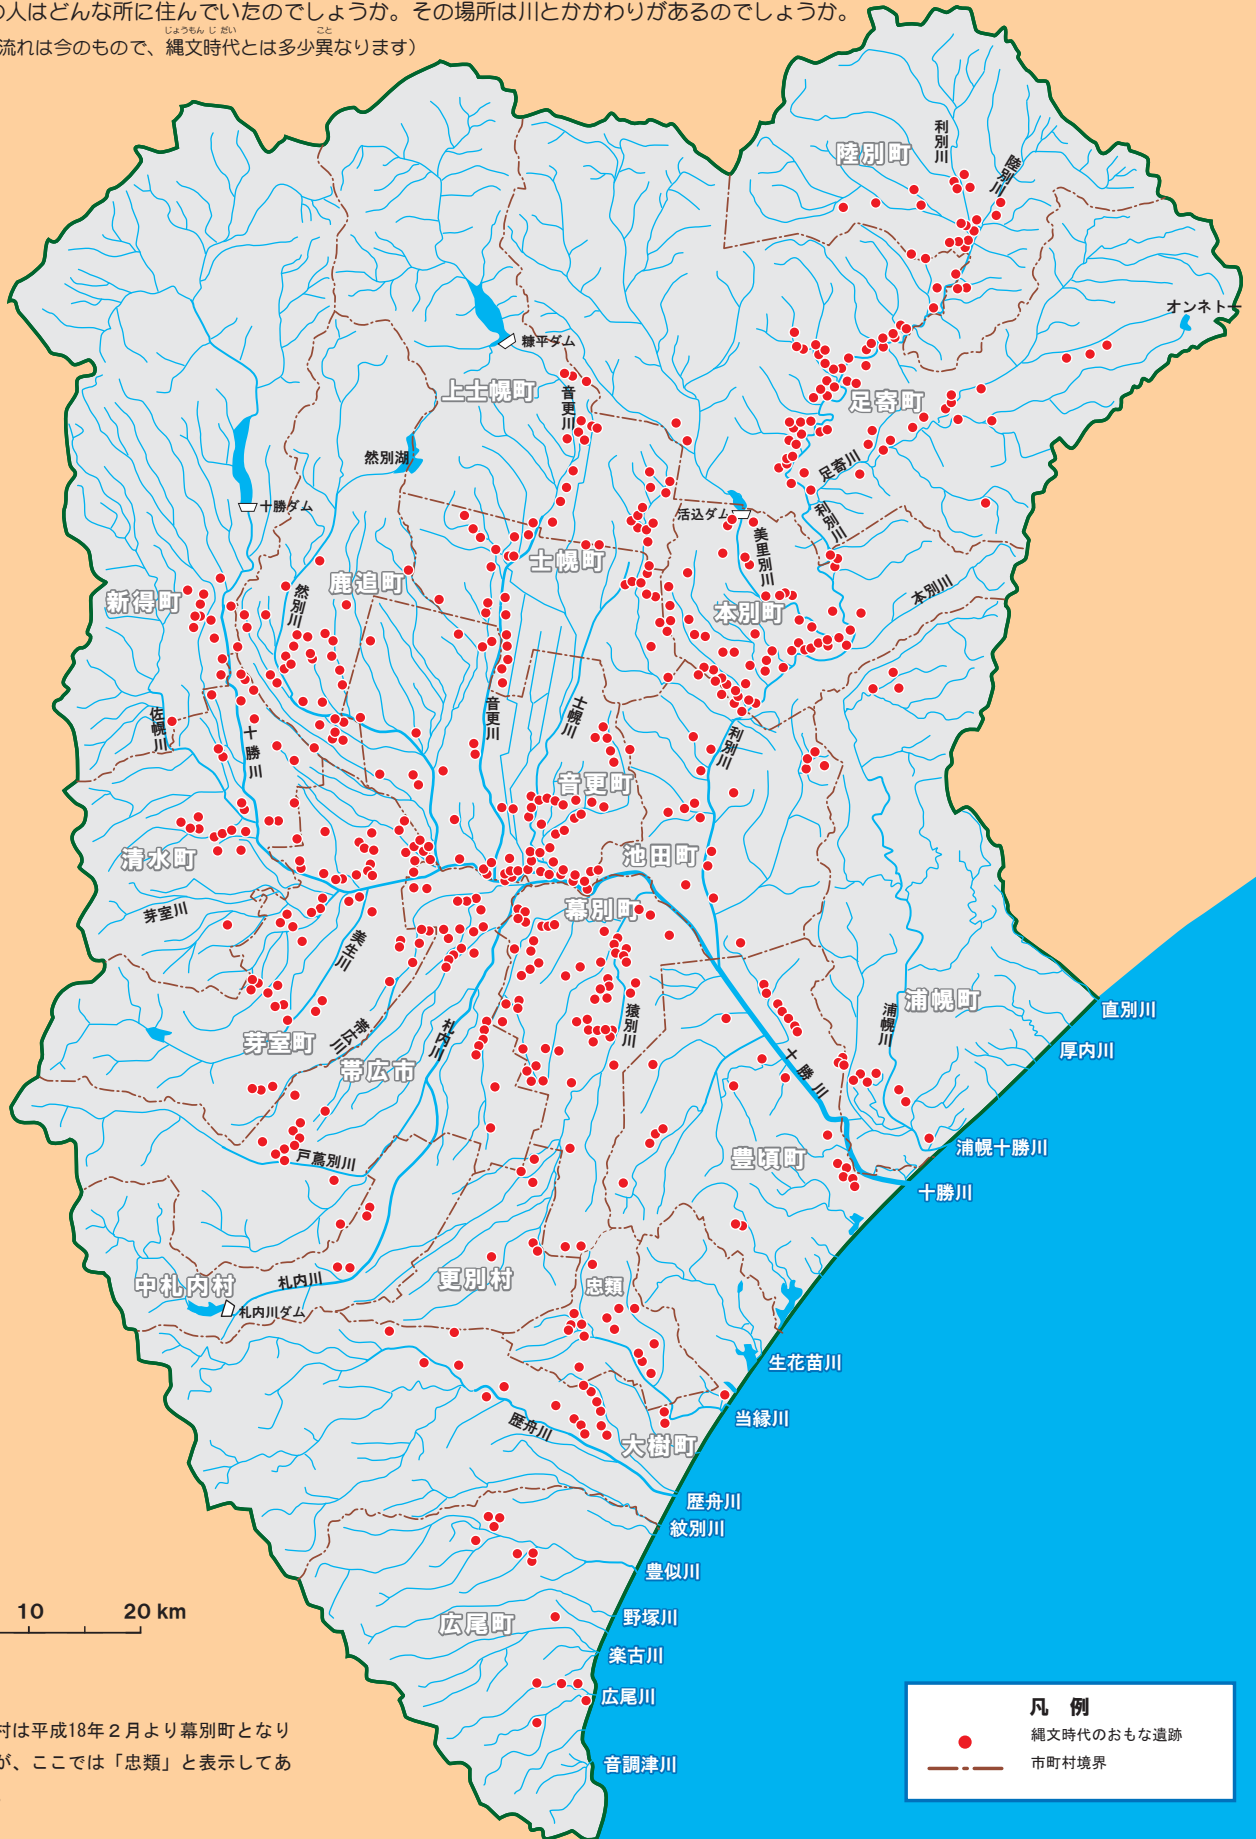 の人はどんな所に住んでいたのでしょうか。その場所は川とかかわりがあるのでしょうか。
じょうもん じ だい こと
流れは今のもので、縄文時代とは多少異なります）
利別川
陸別町
陸別川
オンネトー
糠平ダム
上士幌町
音更川
足寄町
然別湖
足寄川
十勝ダム
活込ダム
利別川
美里別川
士幌町
鹿追町
新得町
然別川
本別川
本別町
佐幌川
十勝川
音更川
士幌川
利別川
音更町
清水町
池田町
芽室川
幕別町
美生川
浦幌町
浦幌川
直別川
猿別川
芽室町
帯広川
札内川
厚内川
帯広市
十勝川
戸蔦別川
豊頃町
浦幌十勝川
十勝川
中札内村
札内川
更別村
忠類
札内川ダム
生花苗川
当縁川
歴舟川
大樹町
歴舟川
紋別川
豊似川
10 20 km
広尾町
野塚川
楽古川
広尾川
凡 例
村は平成18年２月より幕別町となり
縄文時代のおもな遺跡
が、ここでは「忠類」と表示してあ
市町村境界
音調津川